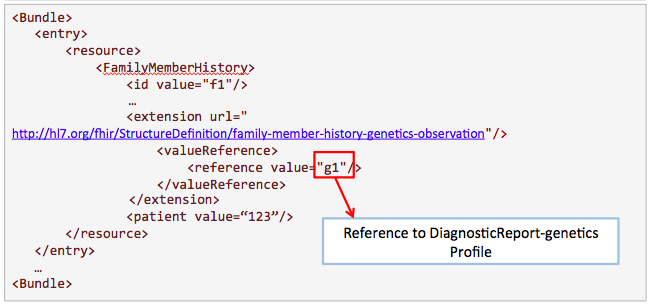 <Bundle>
<entry>
<resource>
<FamilyMemberHistory>
<id value="f1"/>
…
<extension url="
http://hl7.org/fhir/StructureDefinition/family-member-history-genetics-observation"/>
<valueReference>
<reference value="g1"/>
</valueReference>
</extension>
<patient value=“123”/>
</resource>
</entry>
…
<Bundle>
Reference to DiagnosticReport-genetics
Profile